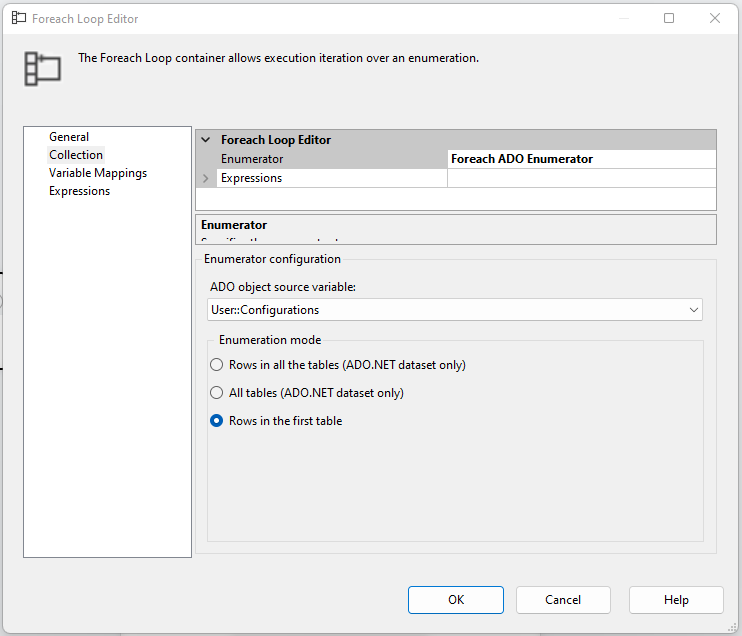 Foreach Loop Editor
The Foreach Loop container allows execution iteration over an enumeration.
General
Collection
Variable Mappings
Expressions
Foreach Loop Editor
Enumerator Foreach ADO Enumerator
Expressions
Enumerator
Enumerator configuration
ADO object source variable:
User::Configurations
Enumeration mode
Rows in all the tables (ADO.NET dataset only)
All tables (ADO.NET dataset only)
Rows in the first table
OK Cancel Help